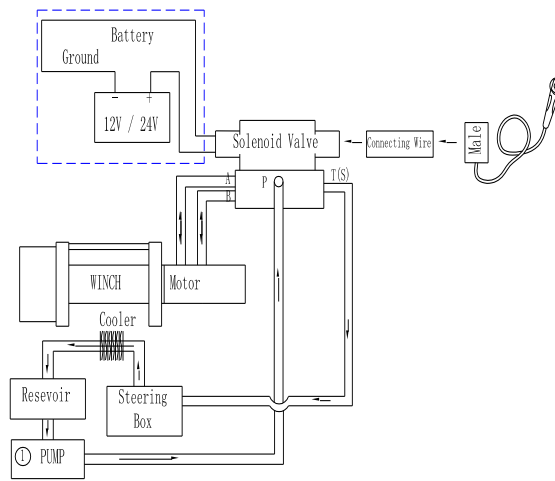 Battery
Ground
- +
12V / 24V
Solenoid Valve
Connecting Wire
Male
A
P
T(S)
B
WINCH
Motor
Cooler
Resevoir
Steering
Box
1 PUMP